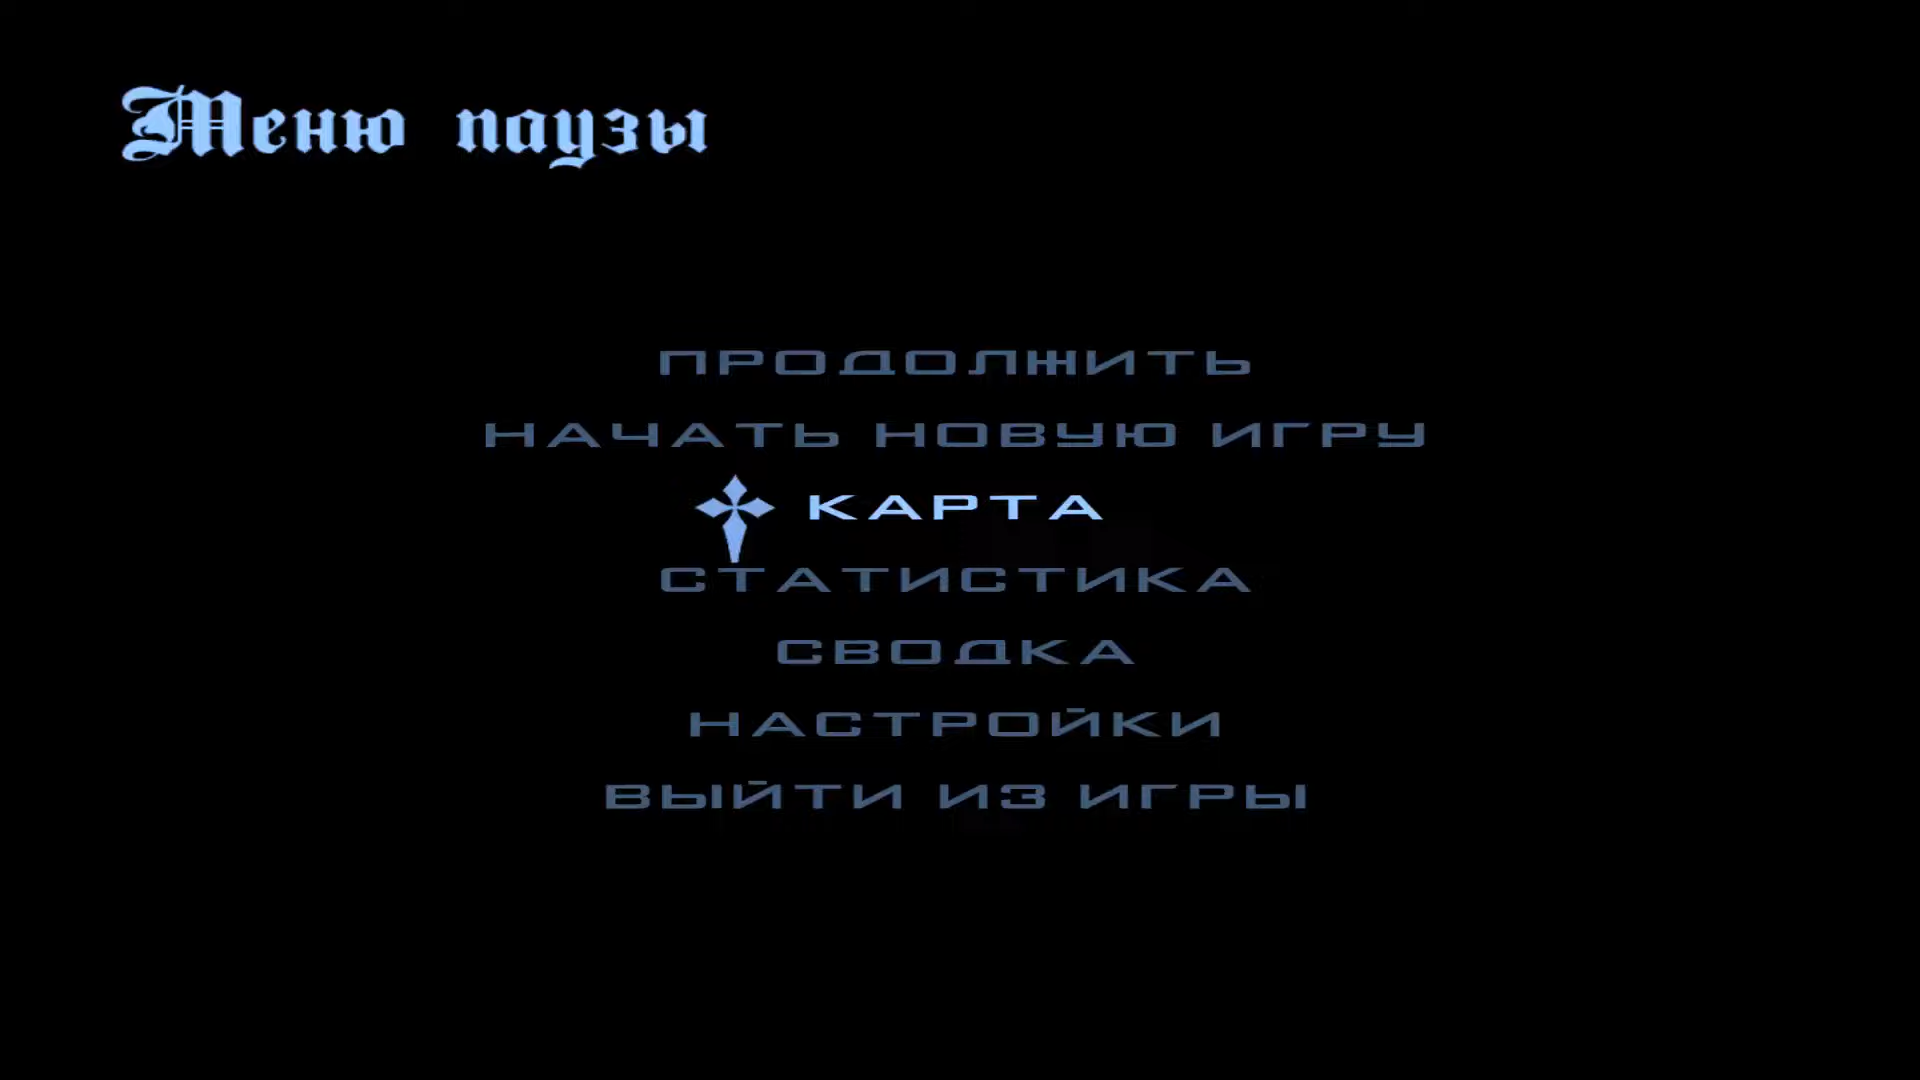 Меню паузы
ПРОДОЛЖИТЬ
НАЧАТЬ НОВУЮ ИГРУ
КАРТА
СТАТИСТИКА
СВОДКА
НАСТРОЙКИ
ВЫЙТИ ИЗ ИГРЫ